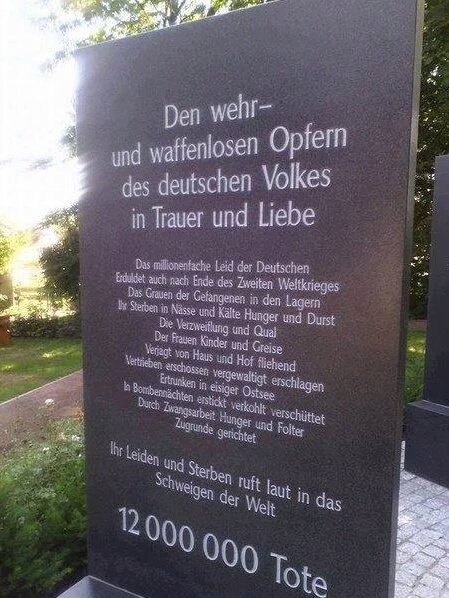 Den wehr–
und waffenlosen Opfern
des deutschen Volkes
in Trauer und Liebe
Das millionenfache Leid der Deutschen
Erduldet auch nach Ende des Zweiten Weltkrieges
Das Grauen der Gefangenen in den Lagern
Ihr Sterben in Nässe und Kälte Hunger und Durst
Die Verzweiflung und Qual
Der Frauen Kinder und Greise
Verjagt von Haus und Hof fliehend
Vertrieben erschossen vergewaltigt erschlagen
Ertrunken in eisiger Ostsee
In Bombennächten erstickt verkohlt verschüttet
Durch Zwangsarbeit Hunger und Folter
Zugrunde gerichtet
Ihr Leiden und Sterben ruft laut in das
Schweigen der Welt
12 000 000 Tote